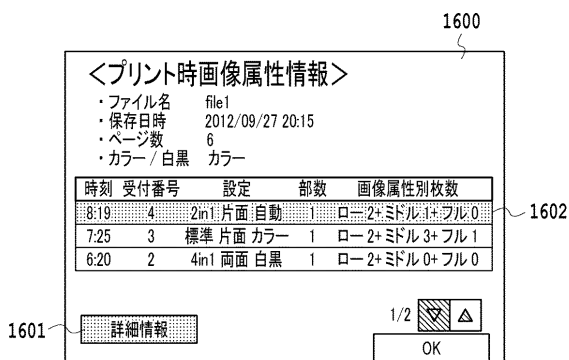 1600
<プリント時画像属性情報>
・ファイル名 file1
・保存日時 2012/09/27 20:15
・ページ数 6
・カラー / 白黒 カラー
時刻 受付番号 設定 部数 画像属性別枚数
8:19 4 2in1 片面 自動 1 ロー 2+ ミドル 1+ フル 0
1602
7:25 3 標準 片面 カラー 1 ロー 2+ ミドル 3+ フル 1
6:20 2 4in1 両面 白黒 1 ロー 2+ ミドル 0+ フル 0
1/2 ▽ △
1601 詳細情報
OK